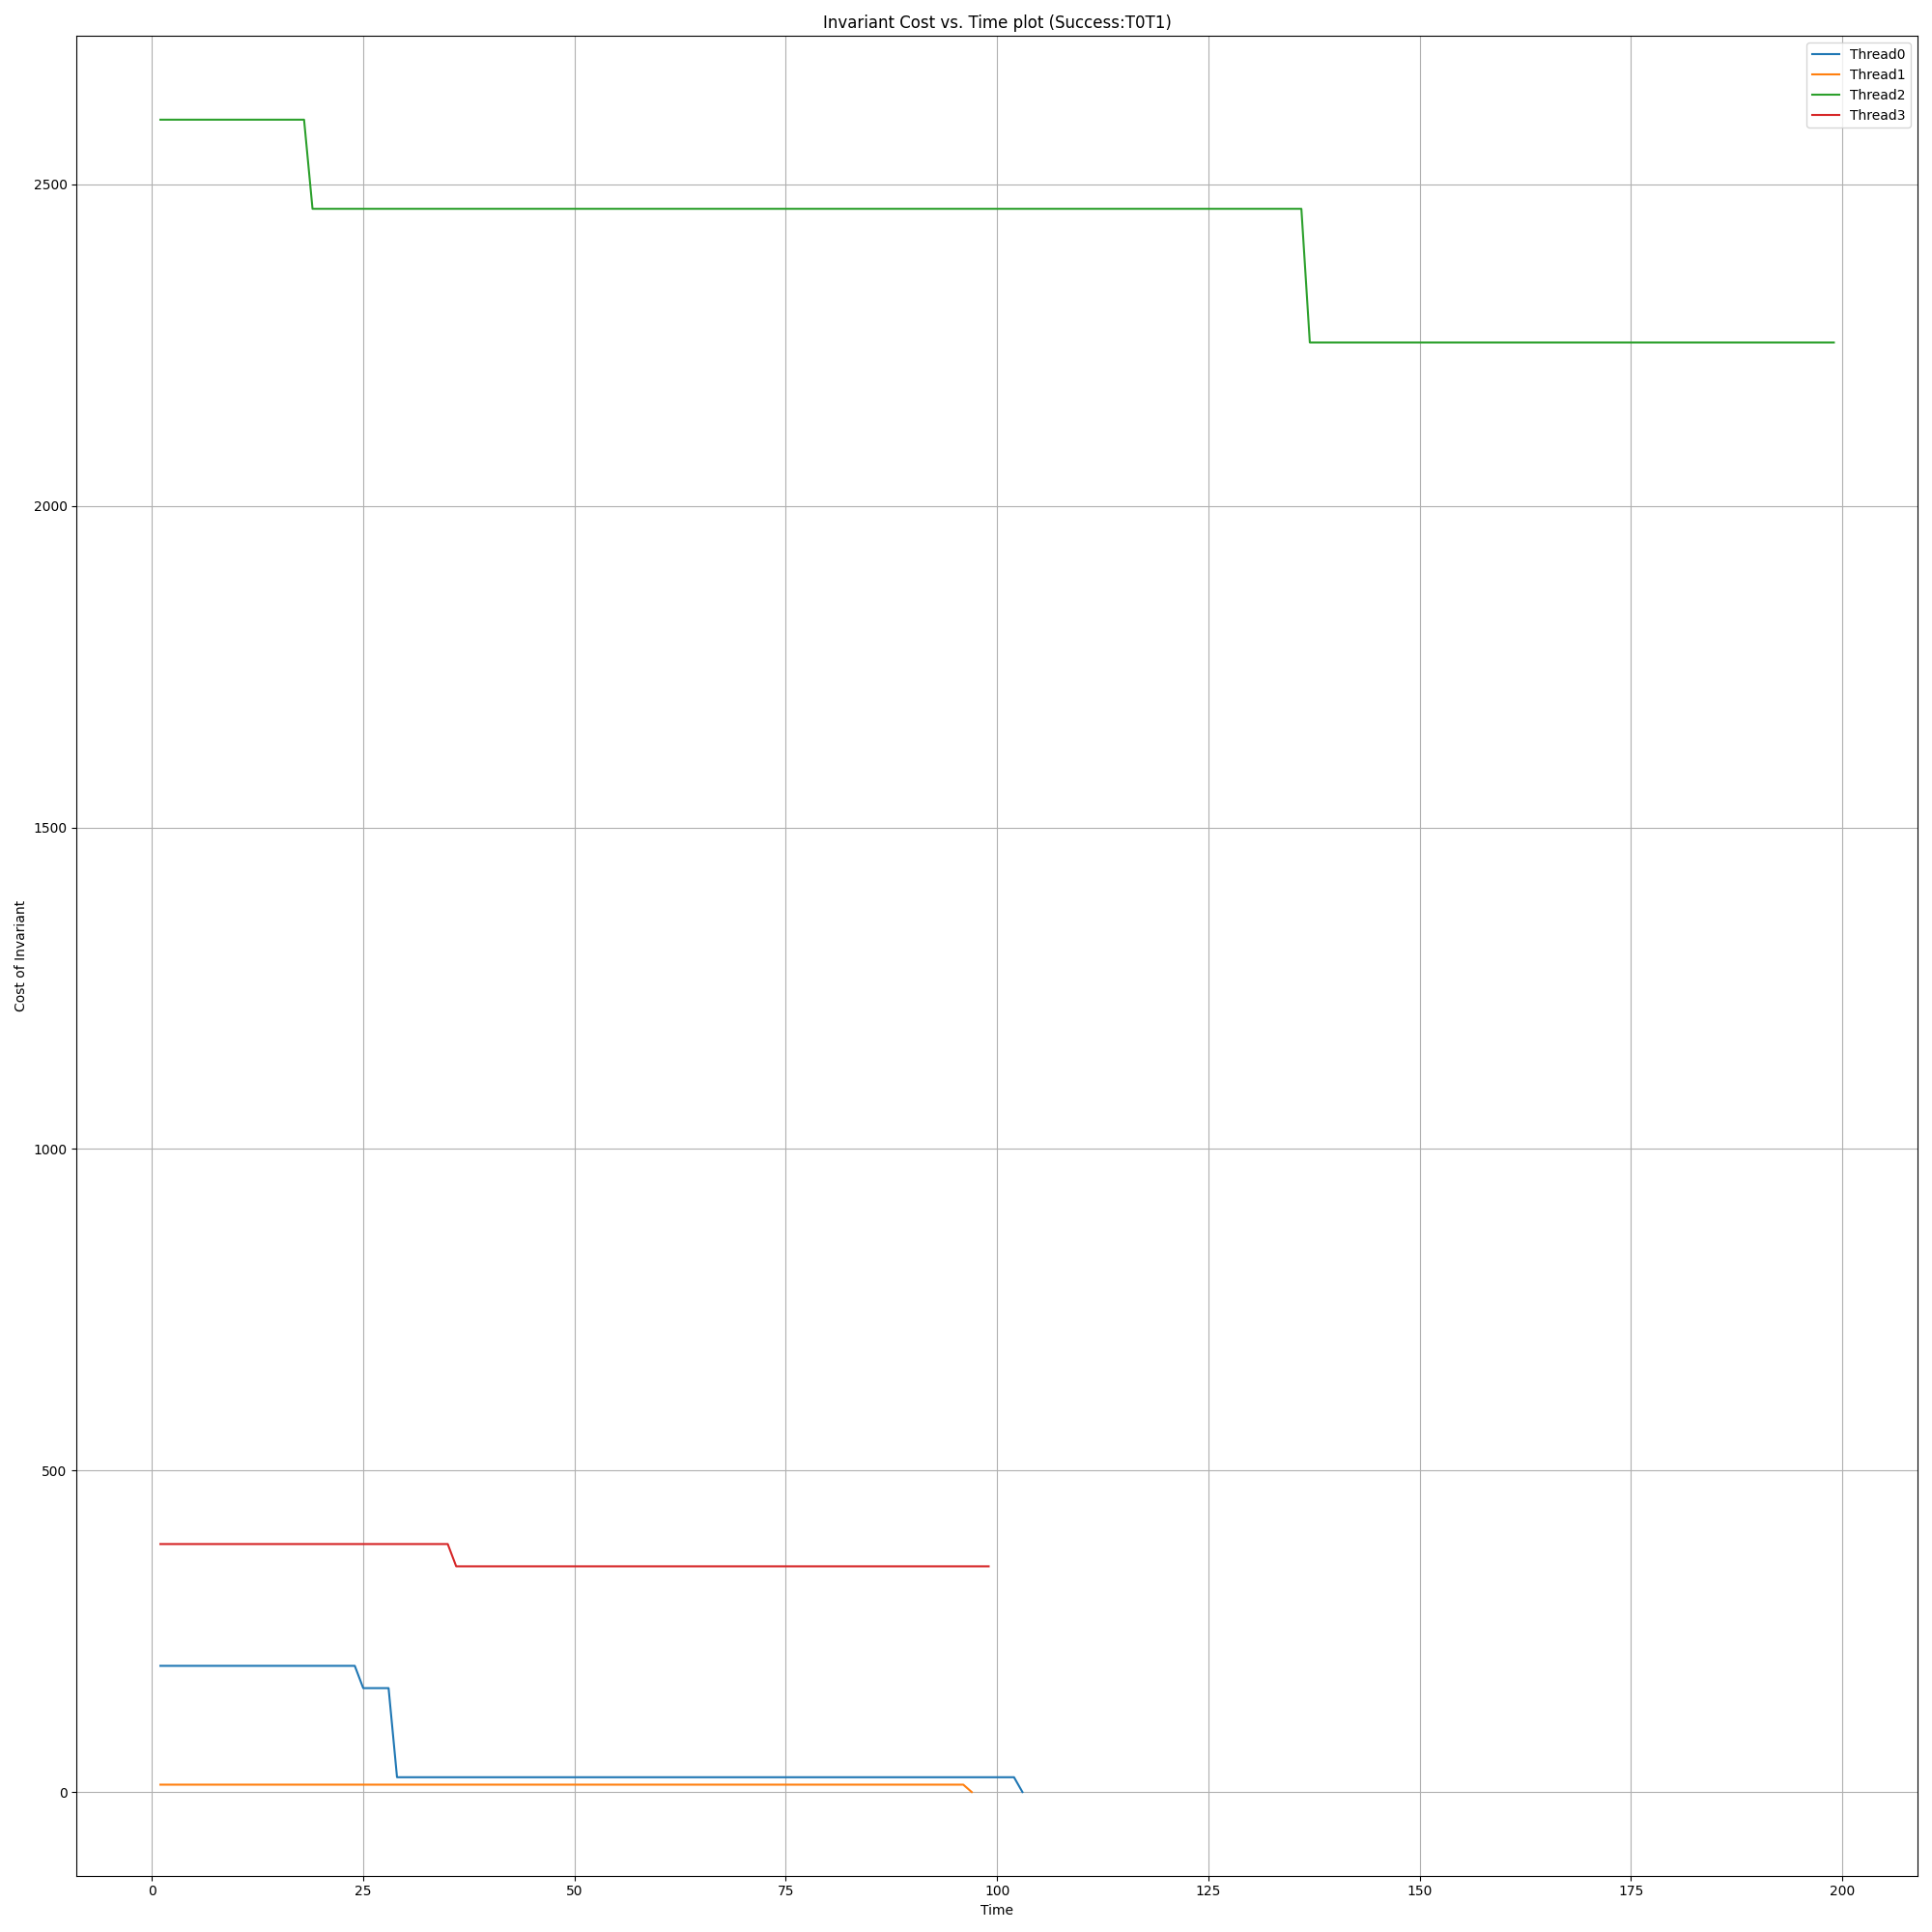 Invariant Cost vs. Time plot (Success:T0T1)
Thread0
Thread1
Thread2
Thread3
2500
2000
1500
1000
500
0
Cost of Invariant
0 25 50 75 100 125 150 175 200
Time